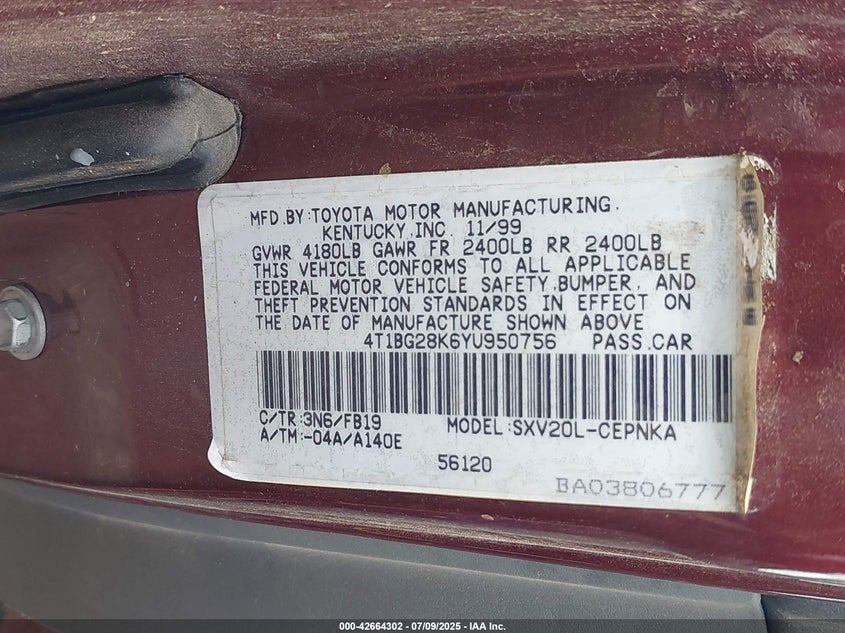 MFD.BY:TOYOTA MOTOR MANUFACTURING.
KENTUCKY,INC. 11/99
GVWR 4180LB GAWR FR 2400LB RR 2400LB
THIS VEHICLE CONFORMS TO ALL APPLICABLE
FEDERAL MOTOR VEHICLE SAFETY,BUMPER, AND
THEFT PREVENTION STANDARDS IN EFFECT ON
THE DATE OF MANUFACTURE SHOWN ABOVE
4T1BG28K6YU950756 PASS.CAR
C/TR:3N6/FB19 MODEL:SXV20L-CEPNKA
A/TM:-04A/A140E
56120
BA03806777
000-42664302 - 07/09/2025 - IAA Inc.